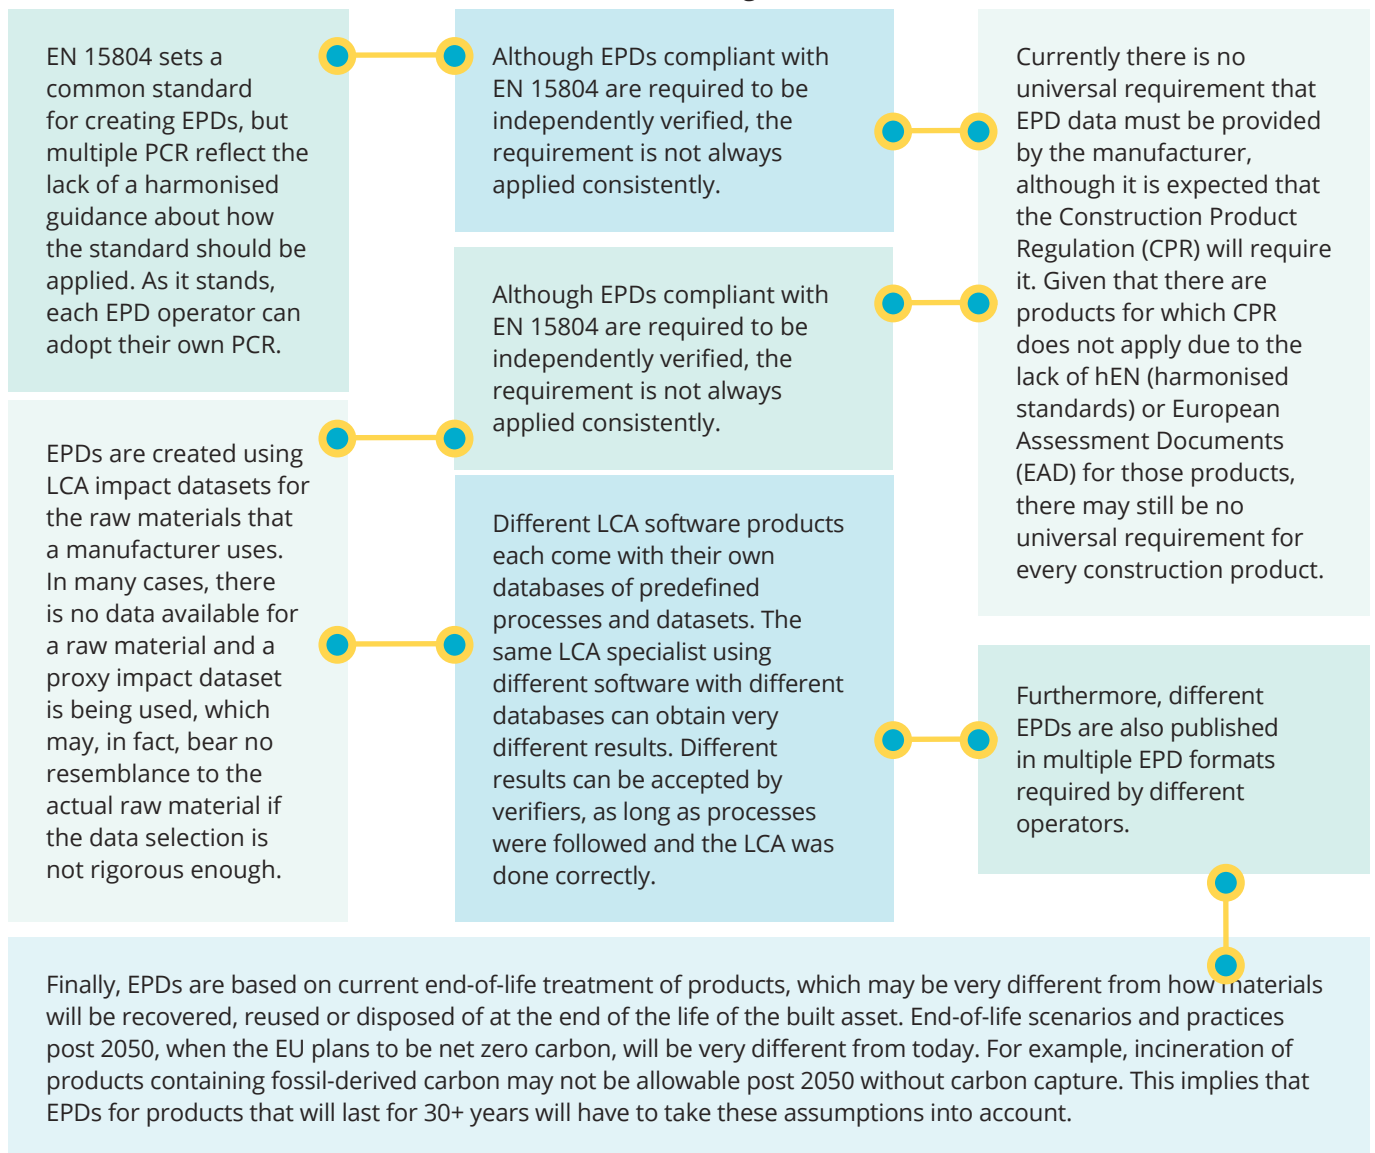 EN 15804 sets a
common standard
for creating EPDs, but
multiple PCR reflect the
lack of a harmonised
guidance about how
the standard should be
applied. As it stands,
each EPD operator can
adopt their own PCR.
Although EPDs compliant with
EN 15804 are required to be
independently verified, the
requirement is not always
applied consistently.
Currently there is no
universal requirement that
EPD data must be provided
by the manufacturer,
although it is expected that
the Construction Product
Regulation (CPR) will require
it. Given that there are
products for which CPR
does not apply due to the
lack of hEN (harmonised
standards) or European
Assessment Documents
(EAD) for those products,
there may still be no
universal requirement for
every construction product.
Although EPDs compliant with
EN 15804 are required to be
independently verified, the
requirement is not always
applied consistently.
EPDs are created using
LCA impact datasets for
the raw materials that
a manufacturer uses.
In many cases, there
is no data available for
a raw material and a
proxy impact dataset
is being used, which
may, in fact, bear no
resemblance to the
actual raw material if
the data selection is
not rigorous enough.
Different LCA software products
each come with their own
databases of predefined
processes and datasets. The
same LCA specialist using
different software with different
databases can obtain very
different results. Different
results can be accepted by
verifiers, as long as processes
were followed and the LCA was
done correctly.
Furthermore, different
EPDs are also published
in multiple EPD formats
required by different
operators.
Finally, EPDs are based on current end-of-life treatment of products, which may be very different from how materials
will be recovered, reused or disposed of at the end of the life of the built asset. End-of-life scenarios and practices
post 2050, when the EU plans to be net zero carbon, will be very different from today. For example, incineration of
products containing fossil-derived carbon may not be allowable post 2050 without carbon capture. This implies that
EPDs for products that will last for 30+ years will have to take these assumptions into account.